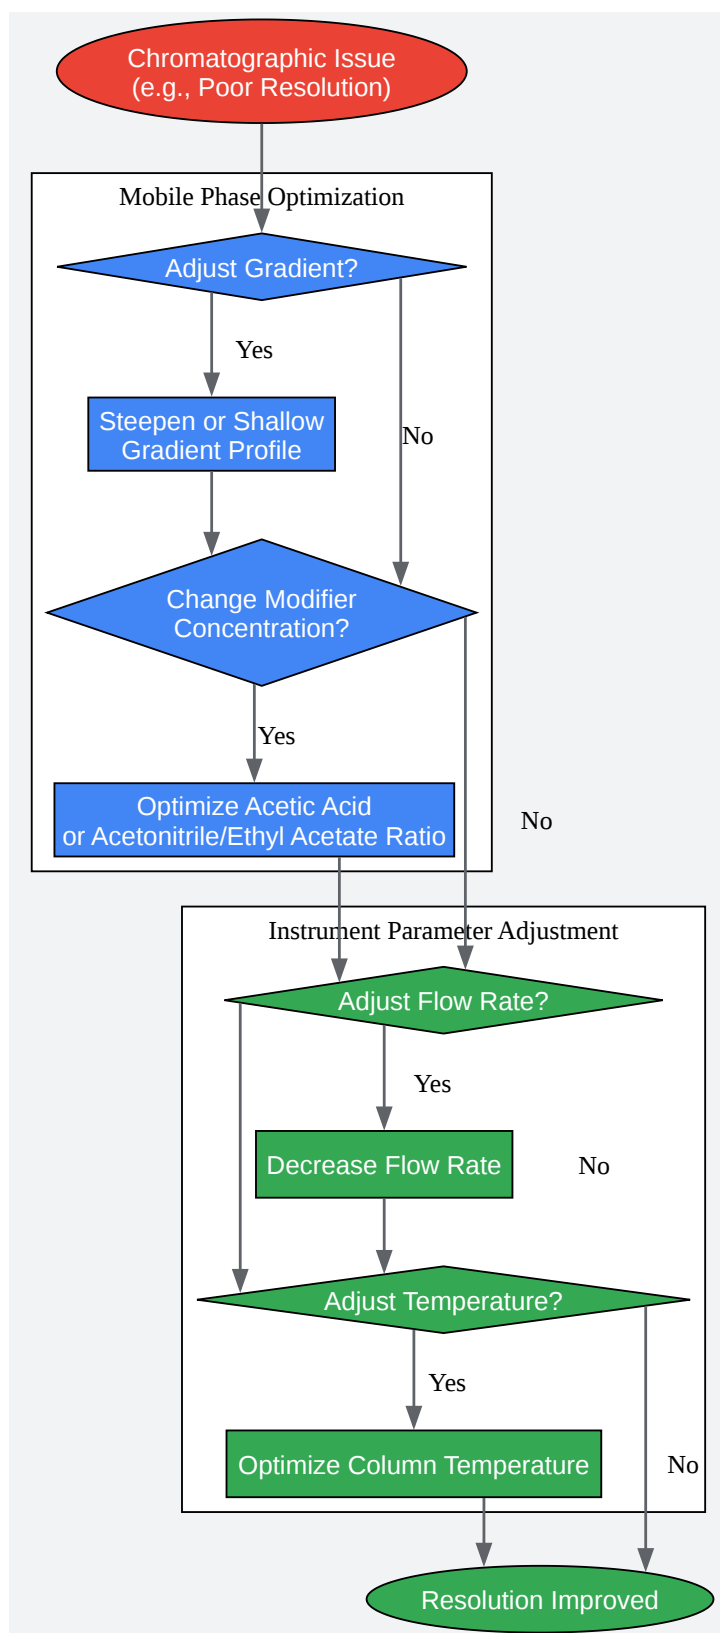 Chromatographic Issue
(e.g., Poor Resolution)
Mobile Phase Optimization
Adjust Gradient?
Yes
Steepen or Shallow
Gradient Profile
No
Change Modifier
Concentration?
Yes
Optimize Acetic Acid
or Acetonitrile/Ethyl Acetate Ratio
No
Instrument Parameter Adjustment
Adjust Flow Rate?
Yes
Decrease Flow Rate
No
Adjust Temperature?
Yes
Optimize Column Temperature
No
Resolution Improved